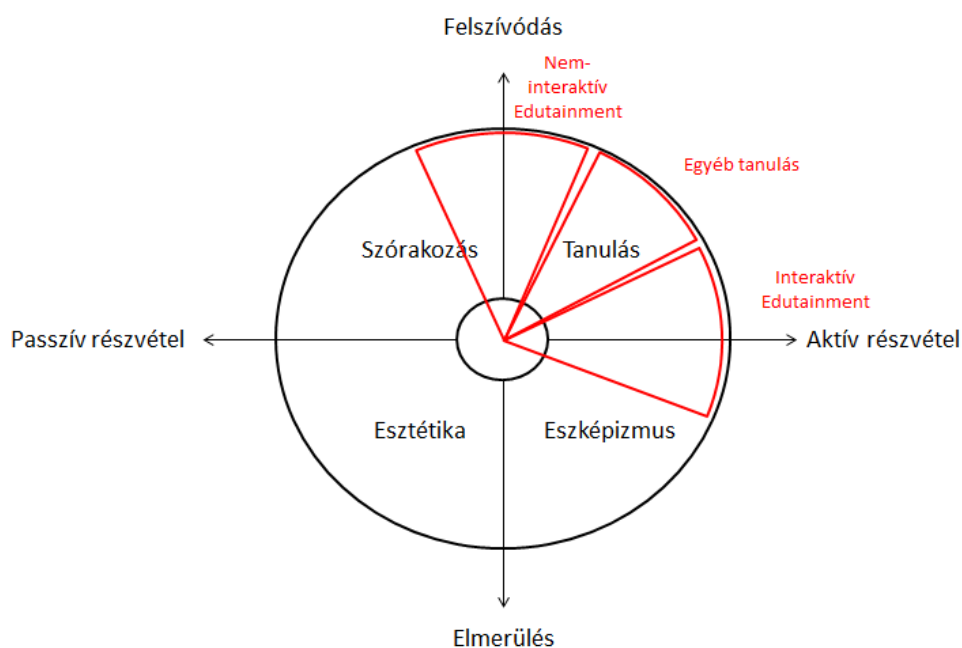 Felszívódás
Nem-
interaktív
Edutainment
Egyéb tanulás
Szórakozás
Tanulás
Interaktív
Edutainment
Passzív részvétel
Aktív részvétel
Esztétika
Eszképizmus
Elmerülés